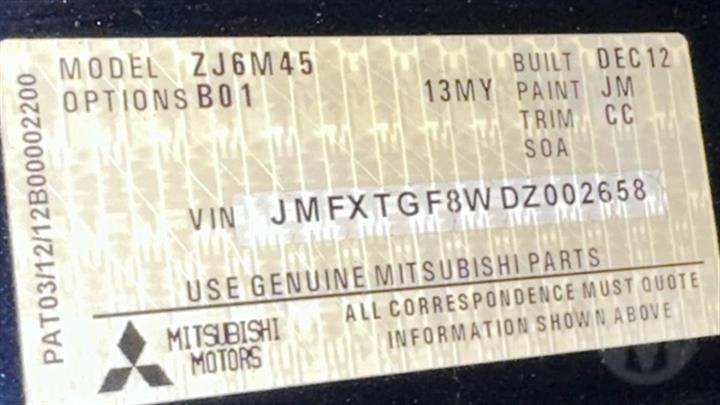 MODEL ZJ6M45
OPTIONS B01 13MY
BUILT DEC12
PAINT JM
TRIM CC
SOA
VIN JMFXTGF8WDZ002658
USE GENUINE MITSUBISHI PARTS
MITSUBISHI
MOTORS
ALL CORRESPONDENCE MUST QUOTE
INFORMATION SHOWN ABOVE
PAT03/12/12B00002200